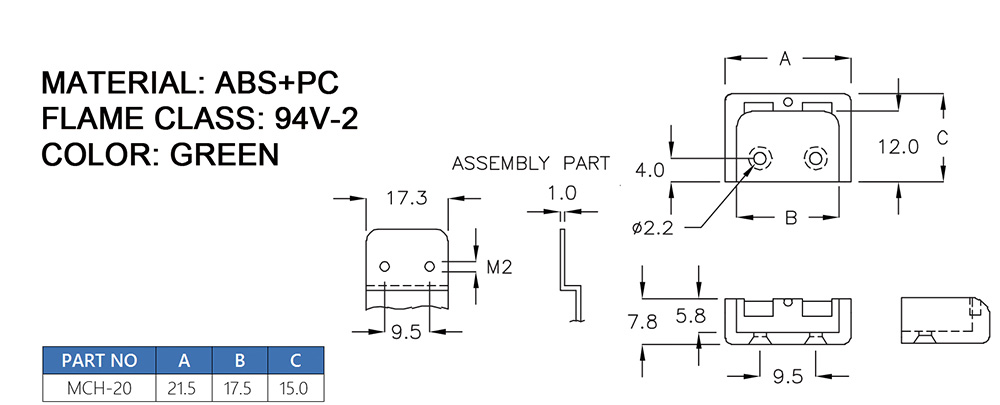 MATERIAL: ABS+PC
FLAME CLASS: 94V-2
COLOR: GREEN
ASSEMBLY PART
17.3
1.0
M2
9.5
A
C
12.0
4.0
B
ø2.2
7.8
5.8
9.5
PART NO A B C
MCH-20 21.5 17.5 15.0